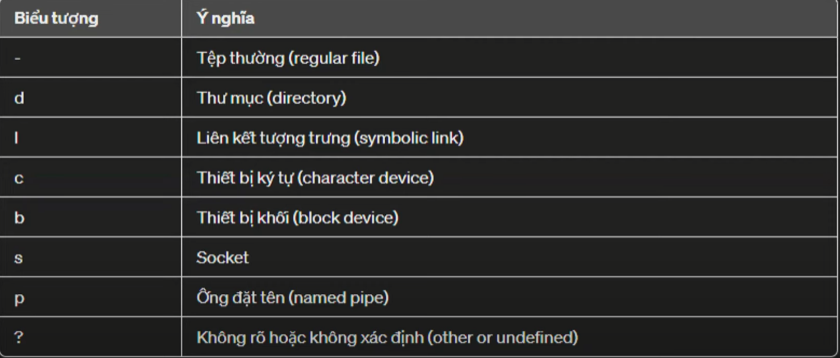 Biểu tượng Ý nghĩa
- Tệp thường (regular file)
d Thư mục (directory)
l Liên kết tượng trưng (symbolic link)
c Thiết bị ký tự (character device)
b Thiết bị khối (block device)
s Socket
p Ống đặt tên (named pipe)
? Không rõ hoặc không xác định (other or undefined)